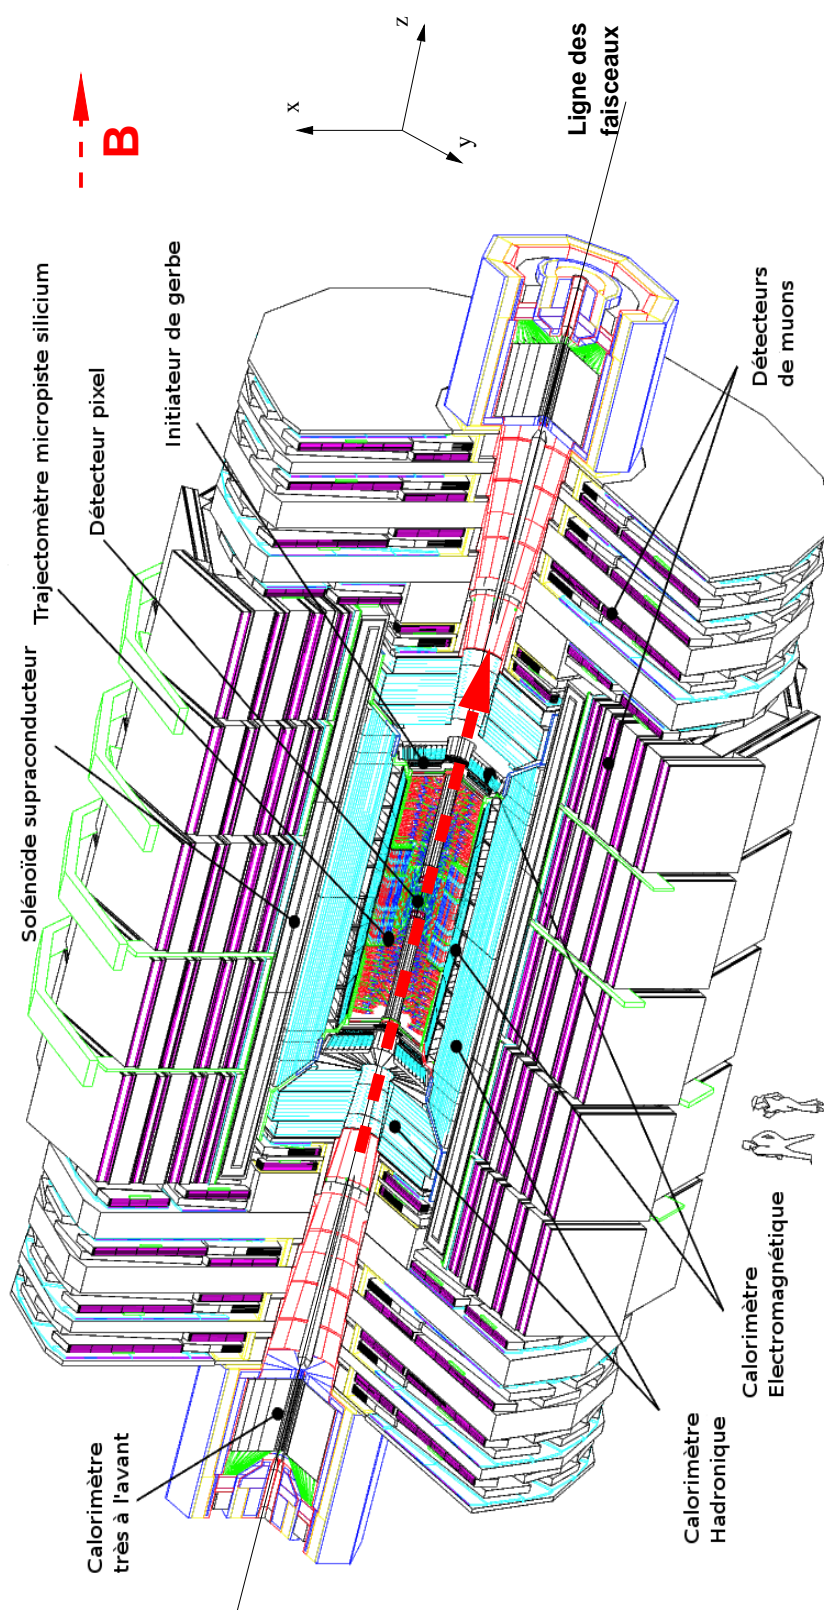 B
x
y
z
Ligne des
faisceaux
Solénoïde supraconducteur
Trajectomètre micropiste silicium
Détecteur pixel
Initiateur de gerbe
Détecteurs
de muons
Calorimètre
très à l'avant
Calorimètre
Hadronique
Calorimètre
Electromagnétique